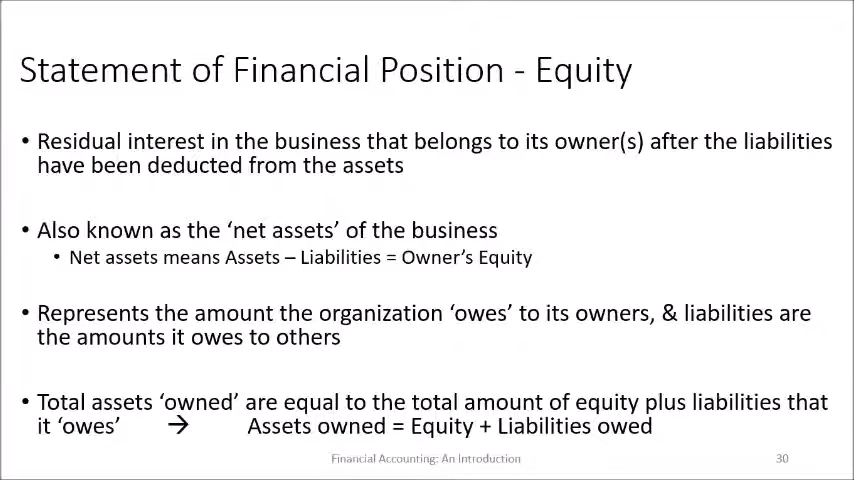 Statement of Financial Position - Equity
• Residual interest in the business that belongs to its owner(s) after the liabilities
have been deducted from the assets
• Also known as the ‘net assets’ of the business
• Net assets means Assets – Liabilities = Owner’s Equity
• Represents the amount the organization ‘owes’ to its owners, & liabilities are
the amounts it owes to others
• Total assets ‘owned’ are equal to the total amount of equity plus liabilities that
it ‘owes’ → Assets owned = Equity + Liabilities owed
Financial Accounting: An Introduction 30